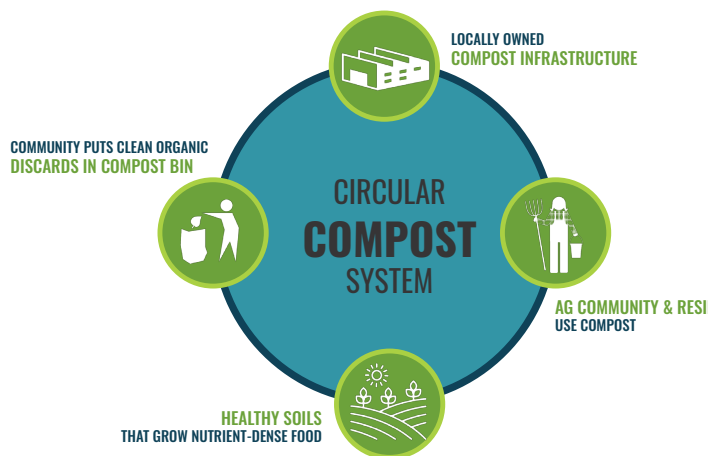 LOCALLY OWNED
COMPOST INFRASTRUCTURE
COMMUNITY PUTS CLEAN ORGANIC
DISCARDS IN COMPOST BIN
CIRCULAR
COMPOST
SYSTEM
AG COMMUNITY &
USE COMPOST
HEALTHY SOILS
THAT GROW NUTRIENT-DENSE FOOD